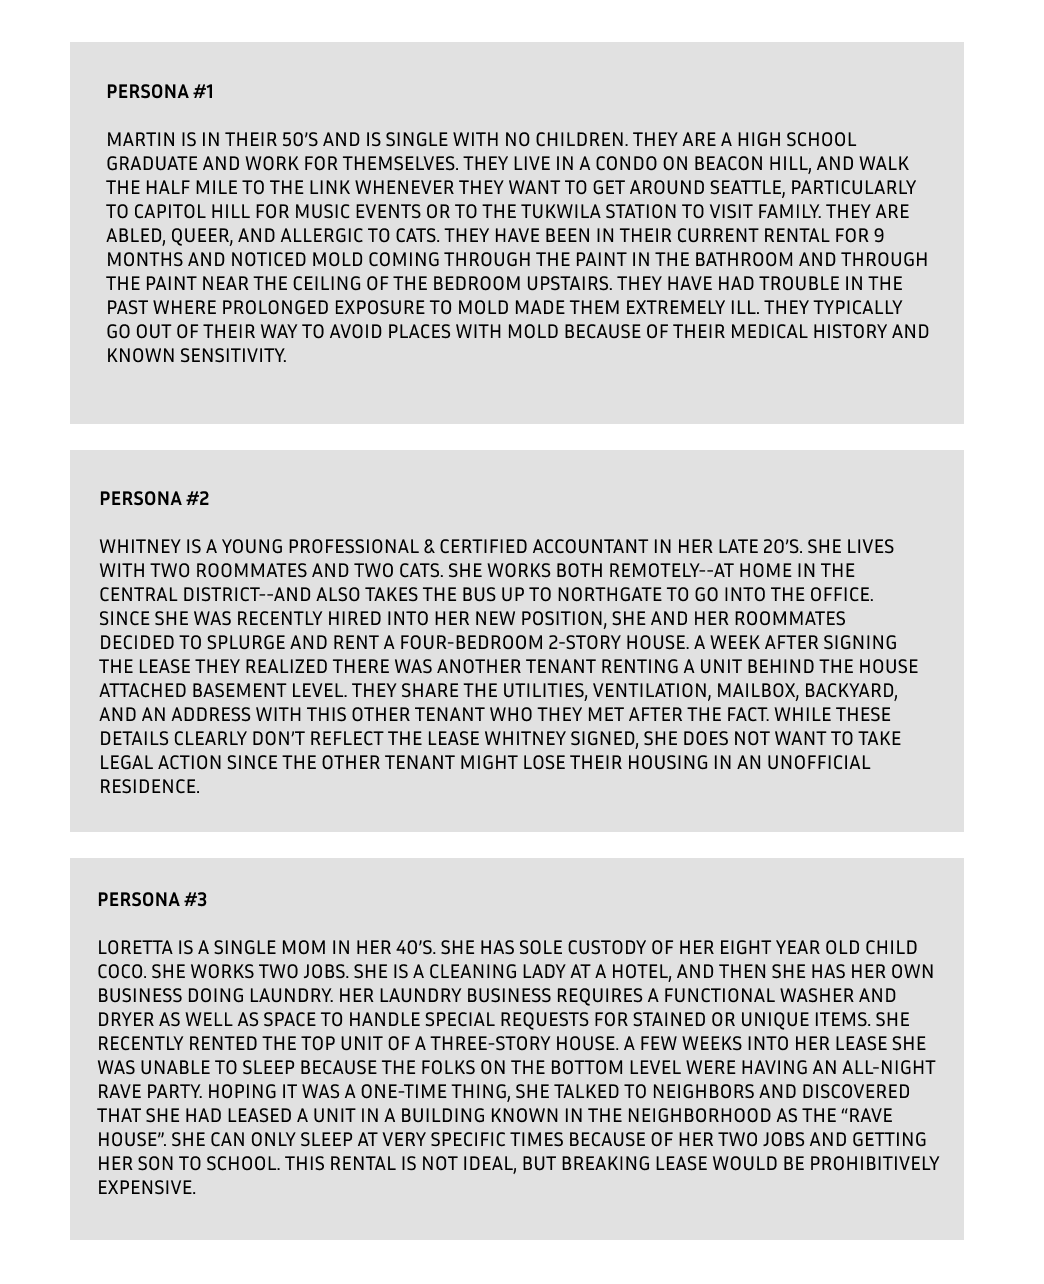 PERSONA #1
MARTIN IS IN THEIR 50'S AND IS SINGLE WITH NO CHILDREN. THEY ARE A HIGH SCHOOL
GRADUATE AND WORK FOR THEMSELVES. THEY LIVE IN A CONDO ON BEACON HILL, AND WALK
THE HALF MILE TO THE LINK WHENEVER THEY WANT TO GET AROUND SEATTLE, PARTICULARLY
TO CAPITOL HILL FOR MUSIC EVENTS OR TO THE TUKWILA STATION TO VISIT FAMILY. THEY ARE
ABLED, QUEER, AND ALLERGIC TO CATS. THEY HAVE BEEN IN THEIR CURRENT RENTAL FOR 9
MONTHS AND NOTICED MOLD COMING THROUGH THE PAINT IN THE BATHROOM AND THROUGH
THE PAINT NEAR THE CEILING OF THE BEDROOM UPSTAIRS. THEY HAVE HAD TROUBLE IN THE
PAST WHERE PROLONGED EXPOSURE TO MOLD MADE THEM EXTREMELY ILL. THEY TYPICALLY
GO OUT OF THEIR WAY TO AVOID PLACES WITH MOLD BECAUSE OF THEIR MEDICAL HISTORY AND
KNOWN SENSITIVITY.
PERSONA #2
WHITNEY IS A YOUNG PROFESSIONAL & CERTIFIED ACCOUNTANT IN HER LATE 20'S. SHE LIVES
WITH TWO ROOMMATES AND TWO CATS. SHE WORKS BOTH REMOTELY--AT HOME IN THE
CENTRAL DISTRICT--AND ALSO TAKES THE BUS UP TO NORTHGATE TO GO INTO THE OFFICE.
SINCE SHE WAS RECENTLY HIRED INTO HER NEW POSITION, SHE AND HER ROOMMATES
DECIDED TO SPLURGE AND RENT A FOUR-BEDROOM 2-STORY HOUSE. A WEEK AFTER SIGNING
THE LEASE THEY REALIZED THERE WAS ANOTHER TENANT RENTING A UNIT BEHIND THE HOUSE
ATTACHED BASEMENT LEVEL. THEY SHARE THE UTILITIES, VENTILATION, MAILBOX, BACKYARD,
AND AN ADDRESS WITH THIS OTHER TENANT WHO THEY MET AFTER THE FACT. WHILE THESE
DETAILS CLEARLY DON'T REFLECT THE LEASE WHITNEY SIGNED, SHE DOES NOT WANT TO TAKE
LEGAL ACTION SINCE THE OTHER TENANT MIGHT LOSE THEIR HOUSING IN AN UNOFFICIAL
RESIDENCE.
PERSONA #3
LORETTA IS A SINGLE MOM IN HER 40'S. SHE HAS SOLE CUSTODY OF HER EIGHT YEAR OLD CHILD
COCO. SHE WORKS TWO JOBS. SHE IS A CLEANING LADY AT A HOTEL, AND THEN SHE HAS HER OWN
BUSINESS DOING LAUNDRY. HER LAUNDRY BUSINESS REQUIRES A FUNCTIONAL WASHER AND
DRYER AS WELL AS SPACE TO HANDLE SPECIAL REQUESTS FOR STAINED OR UNIQUE ITEMS. SHE
RECENTLY RENTED THE TOP UNIT OF A THREE-STORY HOUSE. A FEW WEEKS INTO HER LEASE SHE
WAS UNABLE TO SLEEP BECAUSE THE FOLKS ON THE BOTTOM LEVEL WERE HAVING AN ALL-NIGHT
RAVE PARTY. HOPING IT WAS A ONE-TIME THING, SHE TALKED TO NEIGHBORS AND DISCOVERED
THAT SHE HAD LEASED A UNIT IN A BUILDING KNOWN IN THE NEIGHBORHOOD AS THE "RAVE
HOUSE". SHE CAN ONLY SLEEP AT VERY SPECIFIC TIMES BECAUSE OF HER TWO JOBS AND GETTING
HER SON TO SCHOOL. THIS RENTAL IS NOT IDEAL, BUT BREAKING LEASE WOULD BE PROHIBITIVELY
EXPENSIVE.